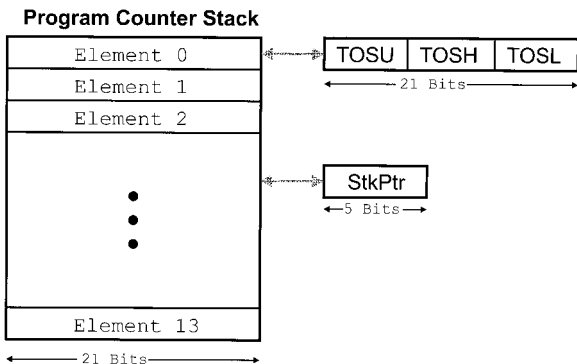 Program Counter Stack
Element 0
Element 1
Element 2
Element 13
21 Bits
TOSU TOSH TOSL
21 Bits
StkPtr
5 Bits